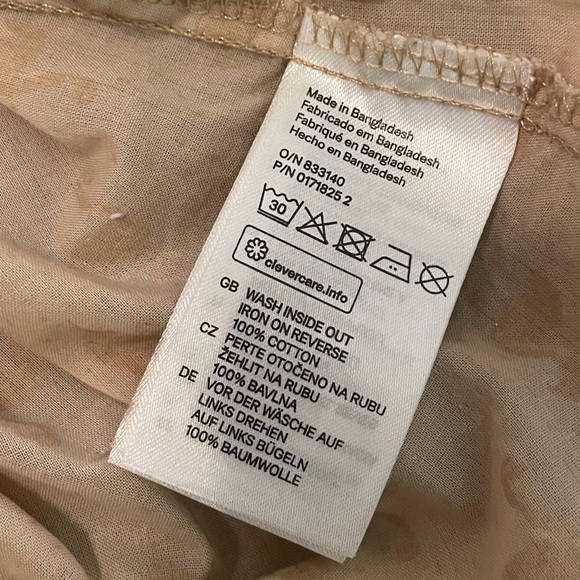 Made in Bangladesh
Fabricado em Bangladesh
Fabriqué en Bangladesh
Hecho en Bangladesh
O/N 833140
P/N 0171825 2
30
clevercare.info
GB WASH INSIDE OUT
IRON ON REVERSE
100% COTTON
CZ PERTE OTOČENO NA RUBU
ŽEHLIT NA RUBU
100% BAVLNA
DE VOR DER WÄSCHE AUF
LINKS DREHEN
AUF LINKS BÜGELN
100% BAUMWOLLE